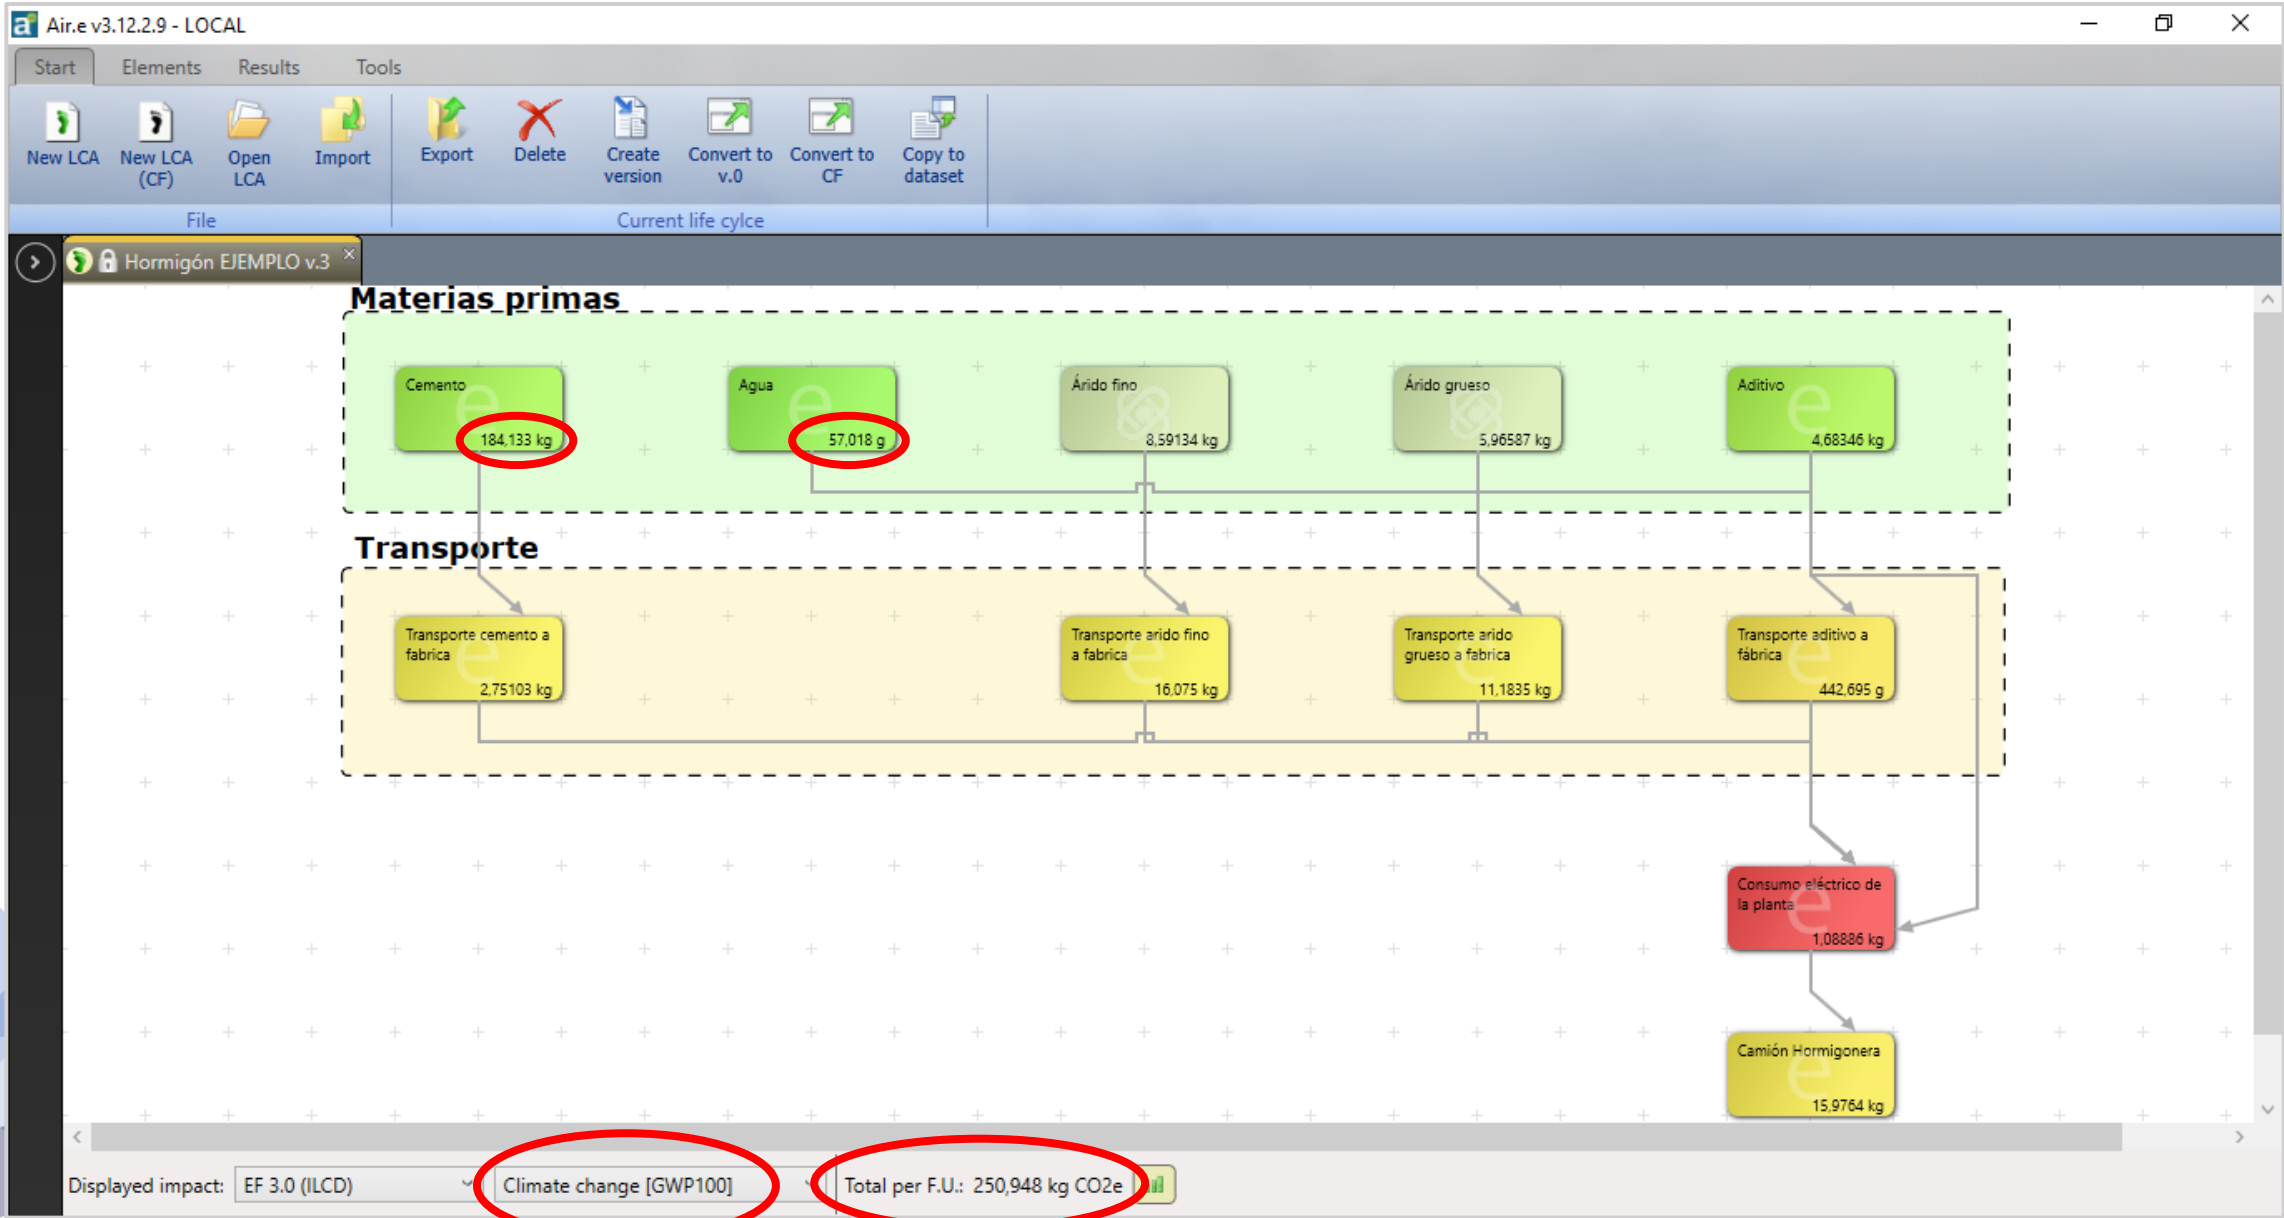 Air.e v3.12.2.9 - LOCAL
Start Elements Results Tools
New LCA
New LCA
(CF)
Open
LCA
Import
Export
Delete
Create
version
Convert to
v.0
Convert to
CF
Copy to
dataset
File
Current life cylce
Hormigón EJEMPLO v.3
Materias primas
Cemento
184,133 kg
Agua
57,018 g
Árido fino
8,59134 kg
Árido grueso
5,96587 kg
Aditivo
4,68346 kg
Transporte
Transporte cemento a
fabrica
2,75103 kg
Transporte arido fino
a fabrica
16,075 kg
Transporte arido
grueso a fabrica
11,1835 kg
Transporte aditivo a
fábrica
442,695 g
Consumo eléctrico de
la planta
1,08886 kg
Camión Hormigonera
15,9764 kg
Displayed impact: EF 3.0 (ILCD) Climate change [GWP100] Total per F.U.: 250,948 kg CO2e